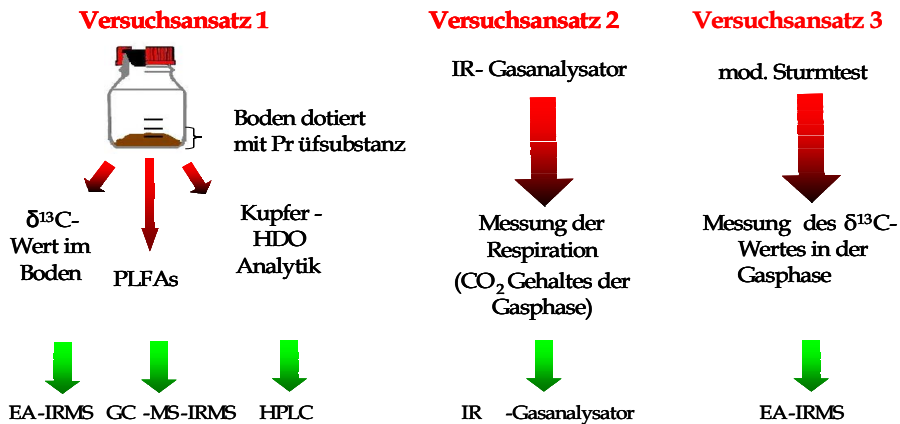 Versuchsansatz 1
Boden dotiert
mit Pr üfsubstanz
δ¹³C-
Wert im
Boden
PLFAs
Kupfer -
HDO
Analytik
EA-IRMS GC -MS-IRMS HPLC
Versuchsansatz 2
IR- Gasanalysator
Messung der
Respiration
(CO₂ Gehaltes der
Gasphase)
IR -Gasanalysator
Versuchsansatz 3
mod. Sturmtest
Messung des δ¹³C-
Wertes in der
Gasphase
EA-IRMS